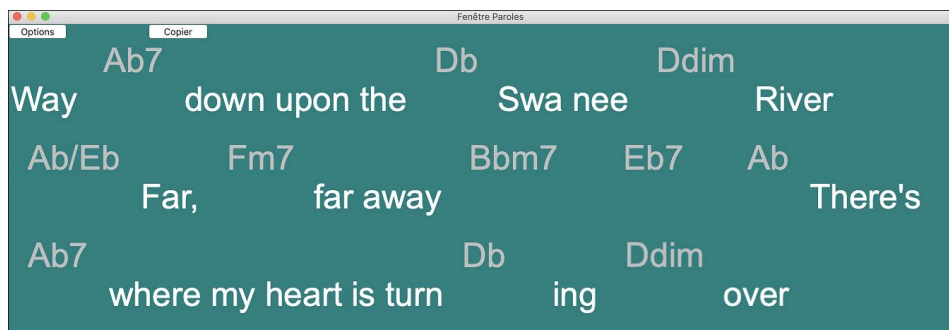 Fenêtre Paroles
Options Copier
Ab7 Db Ddim
Way down upon the Swa nee River
Ab/Eb Fm7 Bbm7 Eb7 Ab
Far, far away There's
Ab7 Db Ddim
where my heart is turn ing over